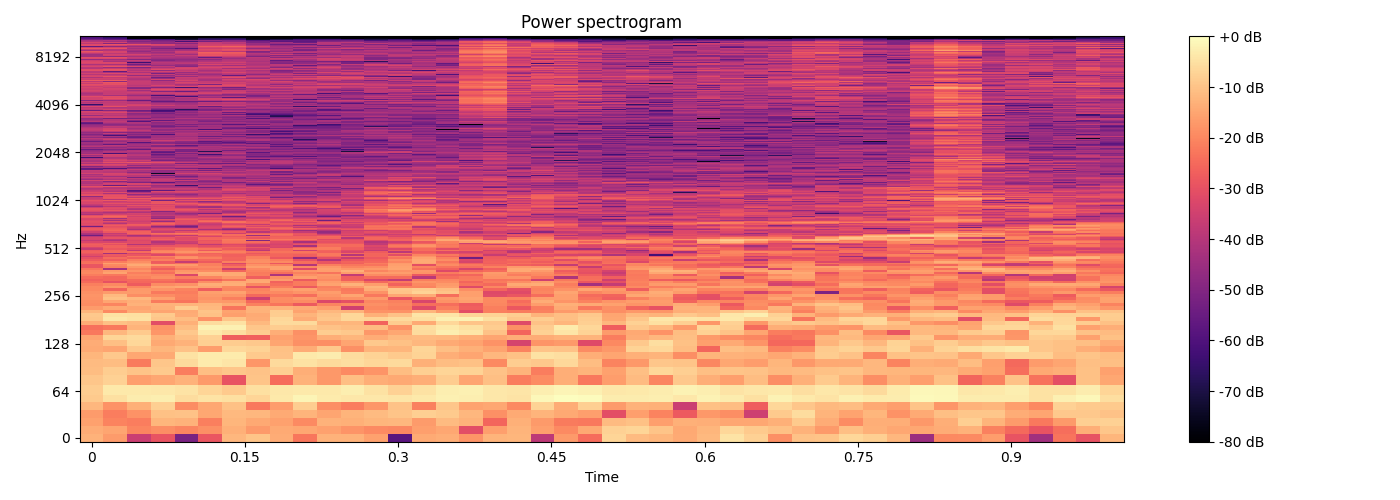 Power spectrogram
Hz
8192
4096
2048
1024
512
256
128
64
0
0 0.15 0.3 0.45 0.6 0.75 0.9
Time
+0 dB
-10 dB
-20 dB
-30 dB
-40 dB
-50 dB
-60 dB
-70 dB
-80 dB